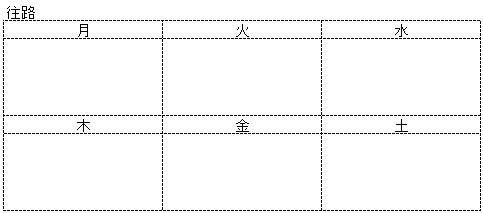 往路
月 火 水
木 金 土